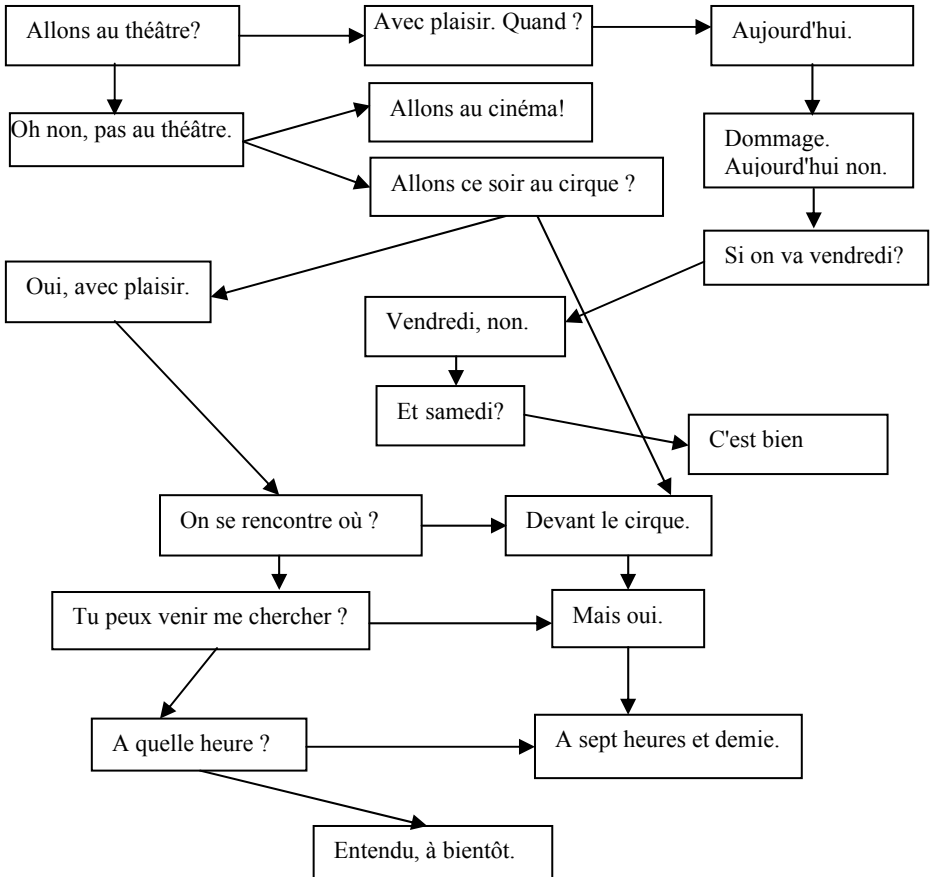 Allons au théâtre?
Avec plaisir. Quand ?
Aujourd'hui.
Oh non, pas au théâtre.
Allons au cinéma!
Dommage.
Aujourd'hui non.
Allons ce soir au cirque ?
Si on va vendredi?
Oui, avec plaisir.
Vendredi, non.
Et samedi?
C'est bien
On se rencontre où ?
Devant le cirque.
Tu peux venir me chercher ?
Mais oui.
A quelle heure ?
A sept heures et demie.
Entendu, à bientôt.